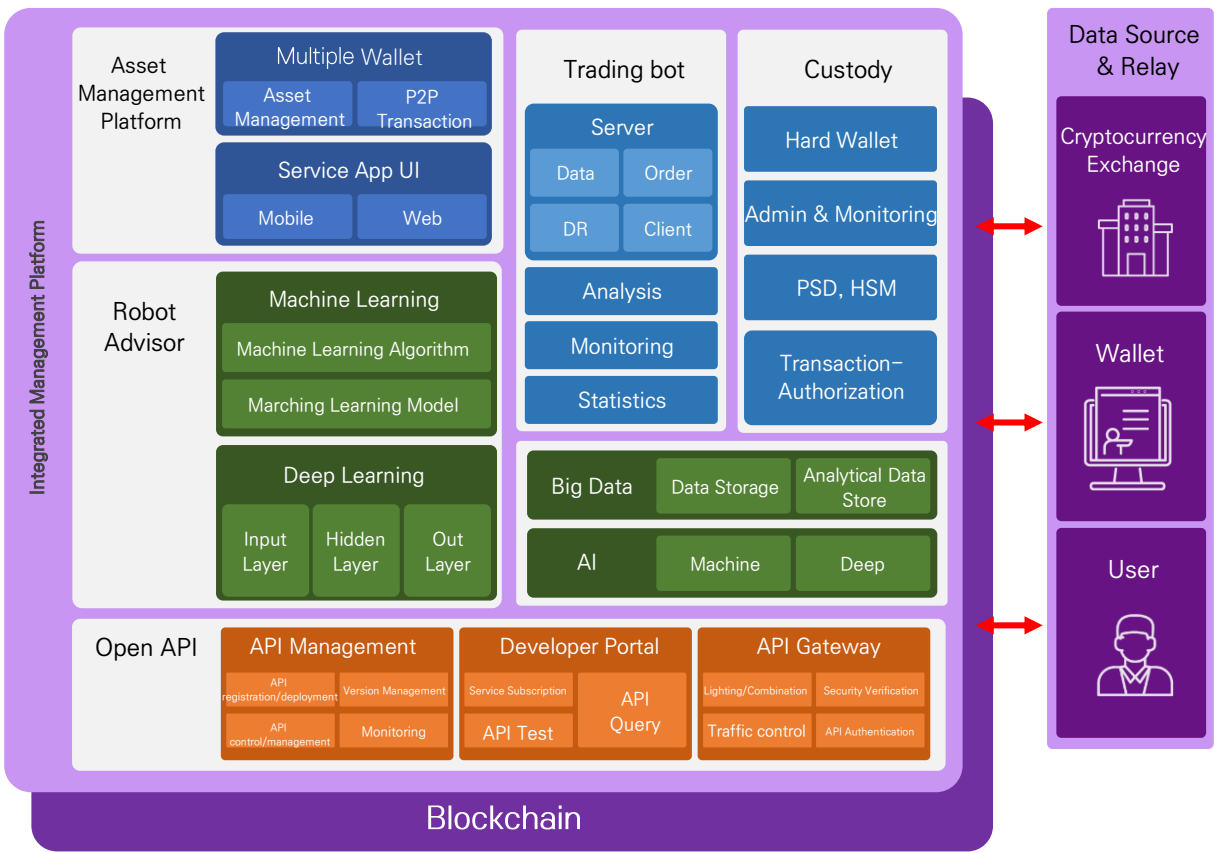 Integrated Management Platform
Asset
Management
Platform
Multiple Wallet
Asset
Management
P2P
Transaction
Service App UI
Mobile
Web
Robot
Advisor
Machine Learning
Machine Learning Algorithm
Marching Learning Model
Deep Learning
Input
Layer
Hidden
Layer
Out
Layer
Trading bot
Server
Data
Order
DR
Client
Analysis
Monitoring
Statistics
Custody
Hard Wallet
Admin & Monitoring
PSD, HSM
Transaction-
Authorization
Big Data
Data Storage
Analytical Data
Store
AI
Machine
Deep
Open API
API Management
API
registration/deployment
Version Management
API
control/management
Monitoring
Developer Portal
Service Subscription
API Test
API
Query
API Gateway
Lighting/Combination
Security Verification
Traffic control
API Authentication
Blockchain
Data Source
& Relay
Cryptocurrency
Exchange
Wallet
User